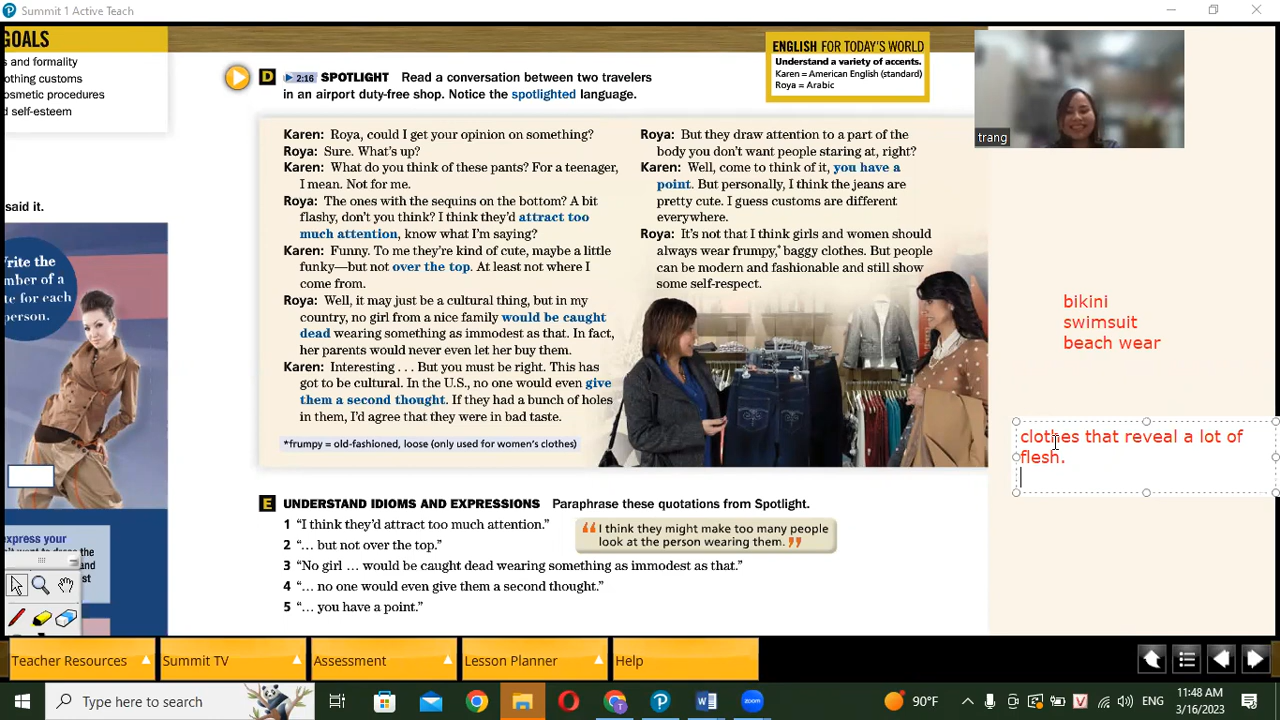 Summit 1 Active Teach
GOALS
s and formality
othing customs
osmetic procedures
d self-esteem
said it.
Write the
mber of a
te for each
person.
express your
dress the
D 2:16 SPOTLIGHT Read a conversation between two travelers
in an airport duty-free shop. Notice the spotlighted language.
ENGLISH FOR TODAY'S WORLD
Understand a variety of accents.
Karen = American English (standard)
Roya = Arabic
Karen: Roya, could I get your opinion on something?
Roya: Sure. What's up?
Karen: What do you think of these pants? For a teenager,
I mean. Not for me.
Roya: The ones with the sequins on the bottom? A bit
flashy, don't you think? I think they'd attract too
much attention, know what I'm saying?
Karen: Funny. To me they're kind of cute, maybe a little
funky—but not over the top. At least not where I
come from.
Roya: Well, it may just be a cultural thing, but in my
country, no girl from a nice family would be caught
dead wearing something as immodest as that. In fact,
her parents would never even let her buy them.
Karen: Interesting . . . But you must be right. This has
got to be cultural. In the U.S., no one would even give
them a second thought. If they had a bunch of holes
in them, I'd agree that they were in bad taste.
*frumpy = old-fashioned, loose (only used for women's clothes)
Roya: But they draw attention to a part of the
body you don't want people staring at, right?
Karen: Well, come to think of it, you have a
point. But personally, I think the jeans are
pretty cute. I guess customs are different
everywhere.
Roya: It's not that I think girls and women should
always wear frumpy,* baggy clothes. But people
can be modern and fashionable and still show
some self-respect.
trang
bikini
swimsuit
beach wear
clothes that reveal a lot of
flesh.
E UNDERSTAND IDIOMS AND EXPRESSIONS Paraphrase these quotations from Spotlight.
1 "I think they'd attract too much attention."
2 "… but not over the top."
3 "No girl … would be caught dead wearing something as immodest as that."
4 "… no one would even give them a second thought."
5 "… you have a point."
"I think they might make too many people
look at the person wearing them."
Teacher Resources
Summit TV
Assessment
Lesson Planner
Help
Type here to search
90°F
V
ENG
11:48 AM
3/16/2023